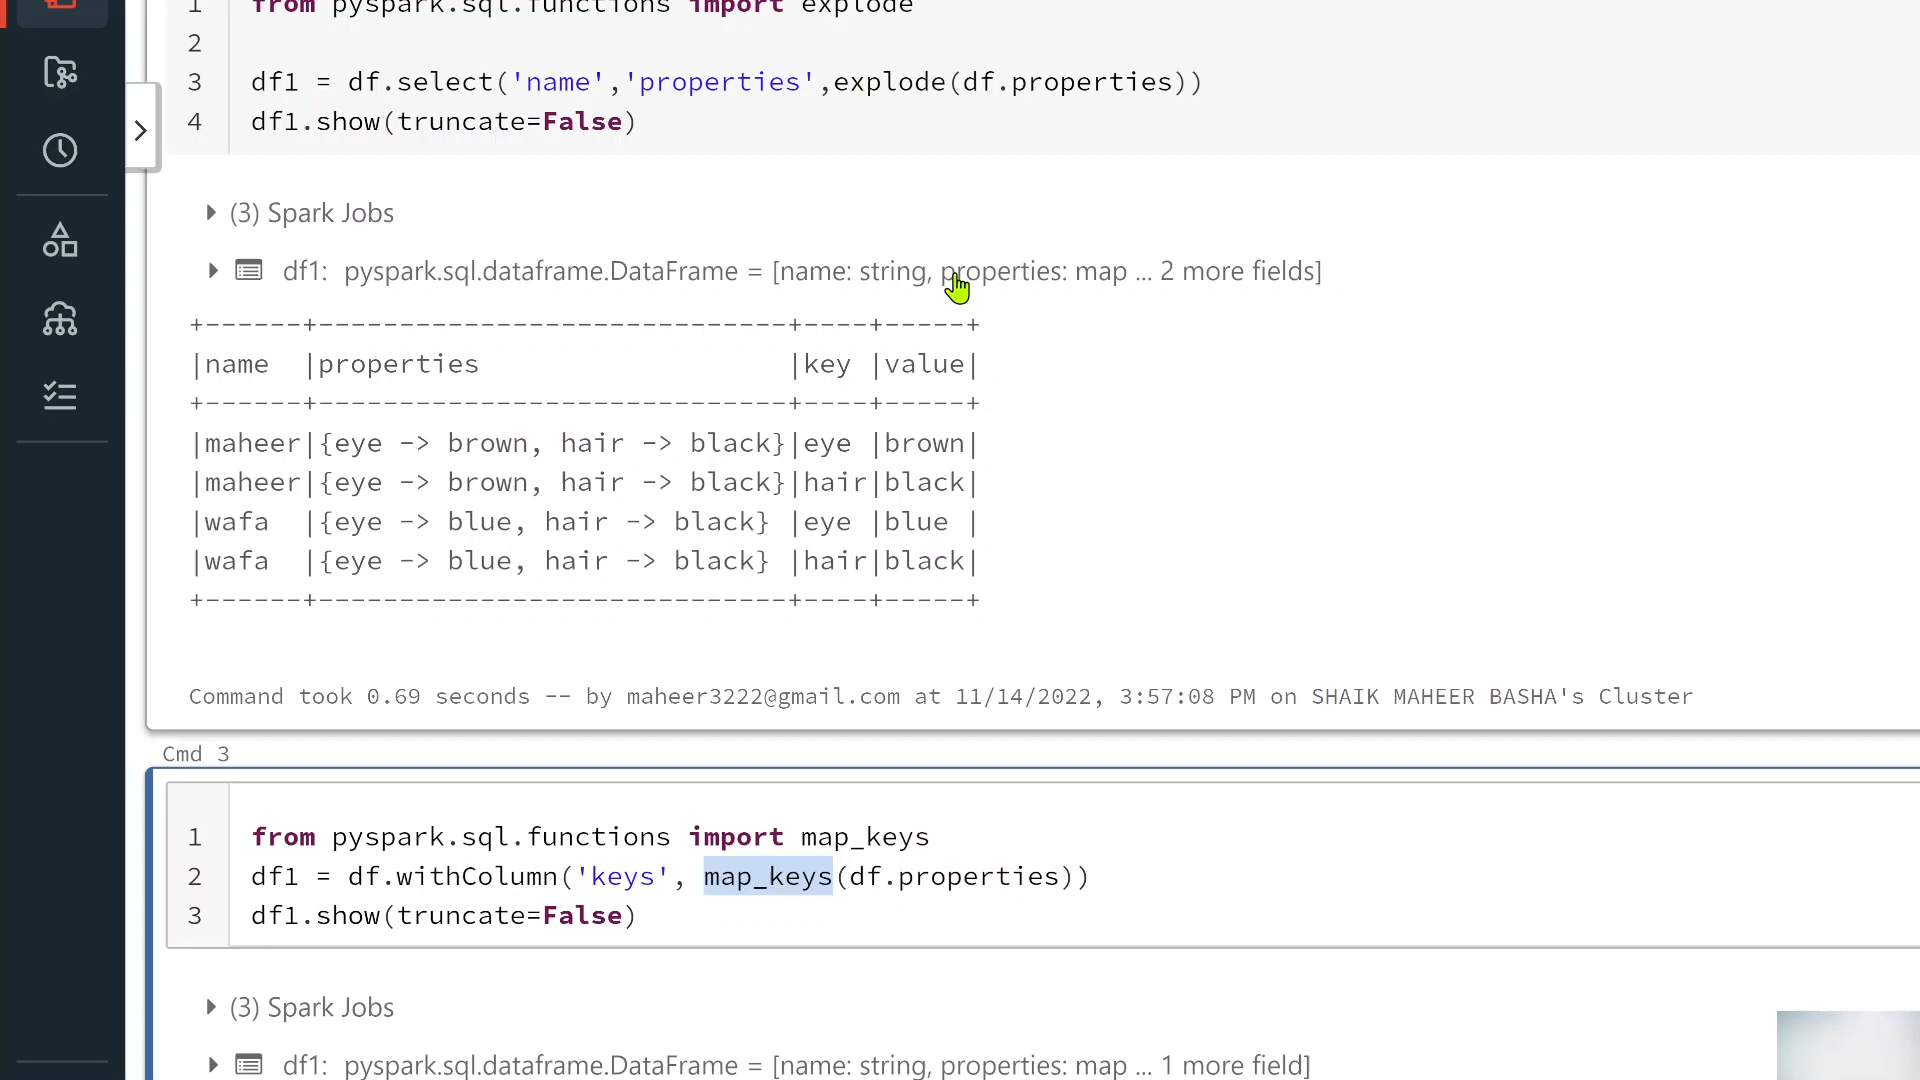 1 from pyspark.sql.functions import explode
2
3 df1 = df.select('name','properties',explode(df.properties))
4 df1.show(truncate=False)
(3) Spark Jobs
df1: pyspark.sql.dataframe.DataFrame = [name: string, properties: map ... 2 more fields]
+------+-----------------------------+----+-----+
|name  |properties                   |key |value|
+------+-----------------------------+----+-----+
|maheer|{eye -> brown, hair -> black}|eye |brown|
|maheer|{eye -> brown, hair -> black}|hair|black|
|wafa  |{eye -> blue, hair -> black} |eye |blue |
|wafa  |{eye -> blue, hair -> black} |hair|black|
+------+-----------------------------+----+-----+
Command took 0.69 seconds -- by maheer3222@gmail.com at 11/14/2022, 3:57:08 PM on SHAIK MAHEER BASHA's Cluster
Cmd 3
1 from pyspark.sql.functions import map_keys
2 df1 = df.withColumn('keys', map_keys(df.properties))
3 df1.show(truncate=False)
(3) Spark Jobs
df1: pyspark.sql.dataframe.DataFrame = [name: string, properties: map ... 1 more field]